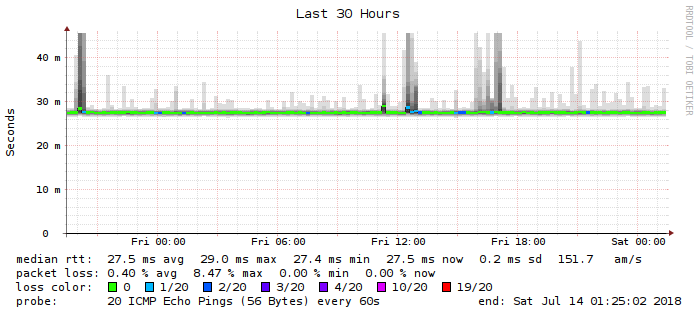 Last 30 Hours
RRDTOOL / TOBI OETIKER
Seconds
40 m
30 m
20 m
10 m
0
Fri 00:00 Fri 06:00 Fri 12:00 Fri 18:00 Sat 00:00
median rtt: 27.5 ms avg 29.0 ms max 27.4 ms min 27.5 ms now 0.2 ms sd 151.7 am/s
packet loss: 0.40 % avg 8.47 % max 0.00 % min 0.00 % now
loss color: 0 1/20 2/20 3/20 4/20 10/20 19/20
probe: 20 ICMP Echo Pings (56 Bytes) every 60s end: Sat Jul 14 01:25:02 2018